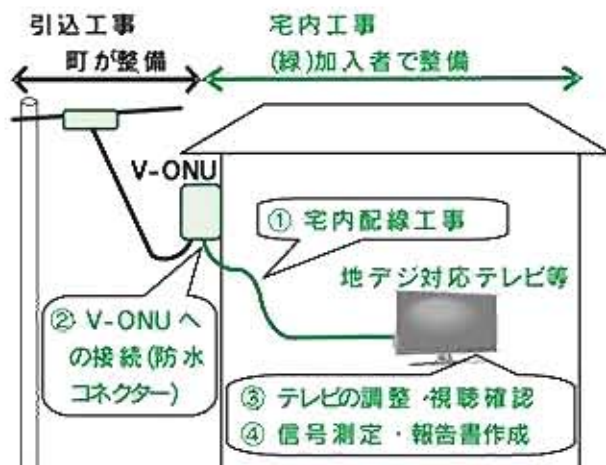 引込工事
町が整備
宅内工事
(緑)加入者で整備
V-ONU
① 宅内配線工事
地デジ対応テレビ等
② V-ONUへ
の接続(防水
コネクター)
③ テレビの調整・視聴確認
④ 信号測定・報告書作成